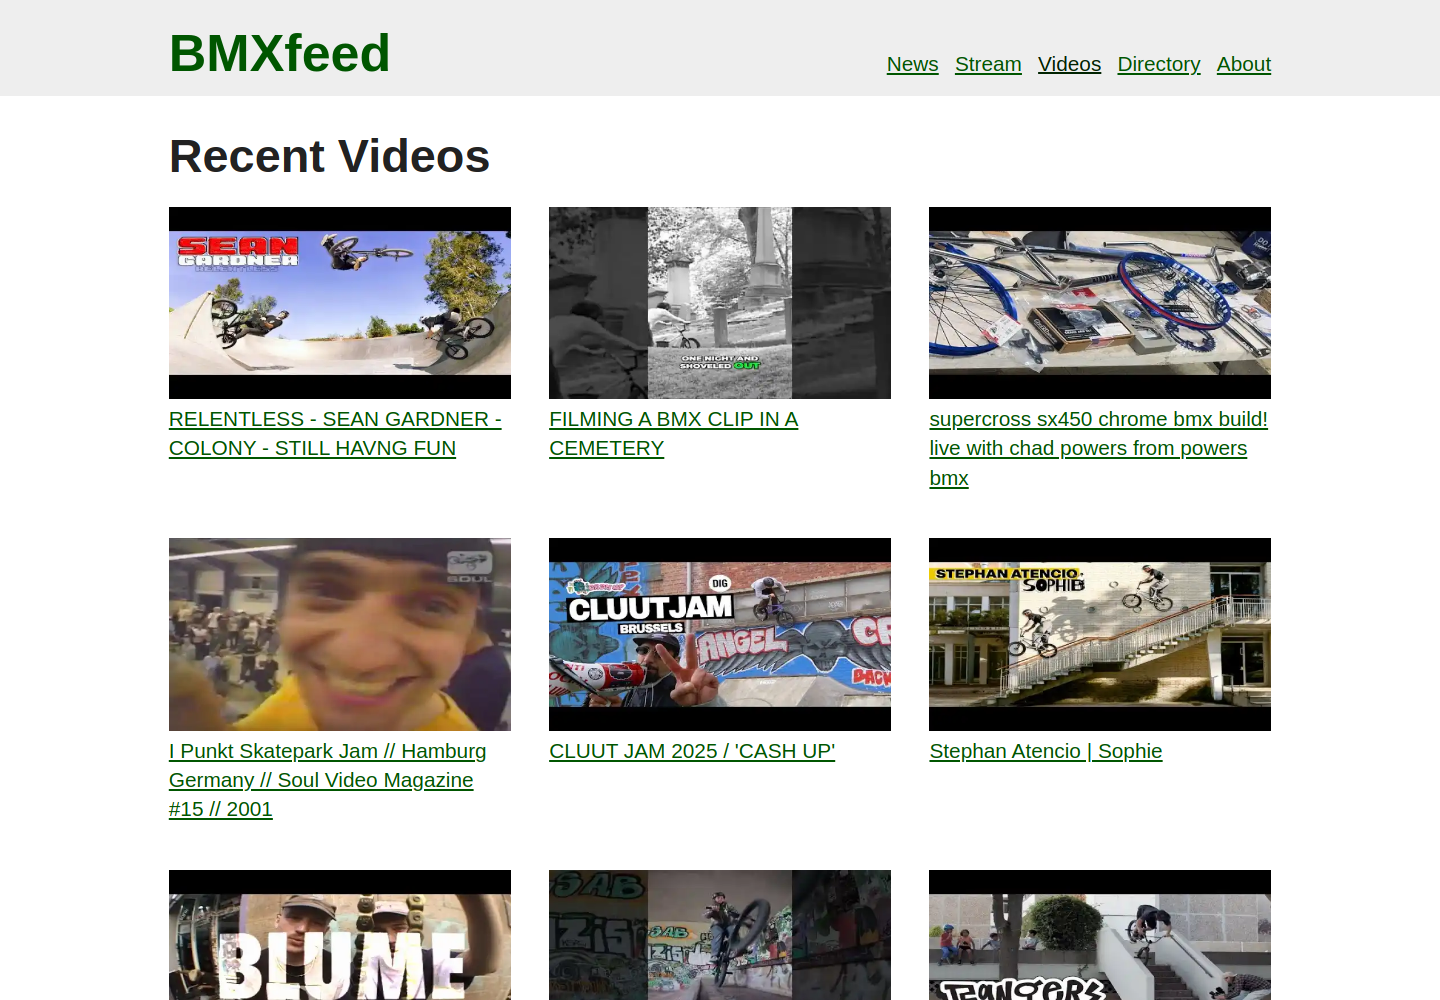 BMXfeed
News Stream Videos Directory About
Recent Videos
SEAN
GARDNER
RELENTLESS
ONE NIGHT AND
SHOVELED OUT
RELENTLESS - SEAN GARDNER -
COLONY - STILL HAVNG FUN
FILMING A BMX CLIP IN A
CEMETERY
supercross sx450 chrome bmx build!
live with chad powers from powers
bmx
SOUL
DIG
CLUUTJAM
BRUSSELS
ANGEL
STEPHAN ATENCIO
SOPHIE
I Punkt Skatepark Jam // Hamburg
Germany // Soul Video Magazine
#15 // 2001
CLUUT JAM 2025 / 'CASH UP'
Stephan Atencio | Sophie
BLUME
SAB
SAB